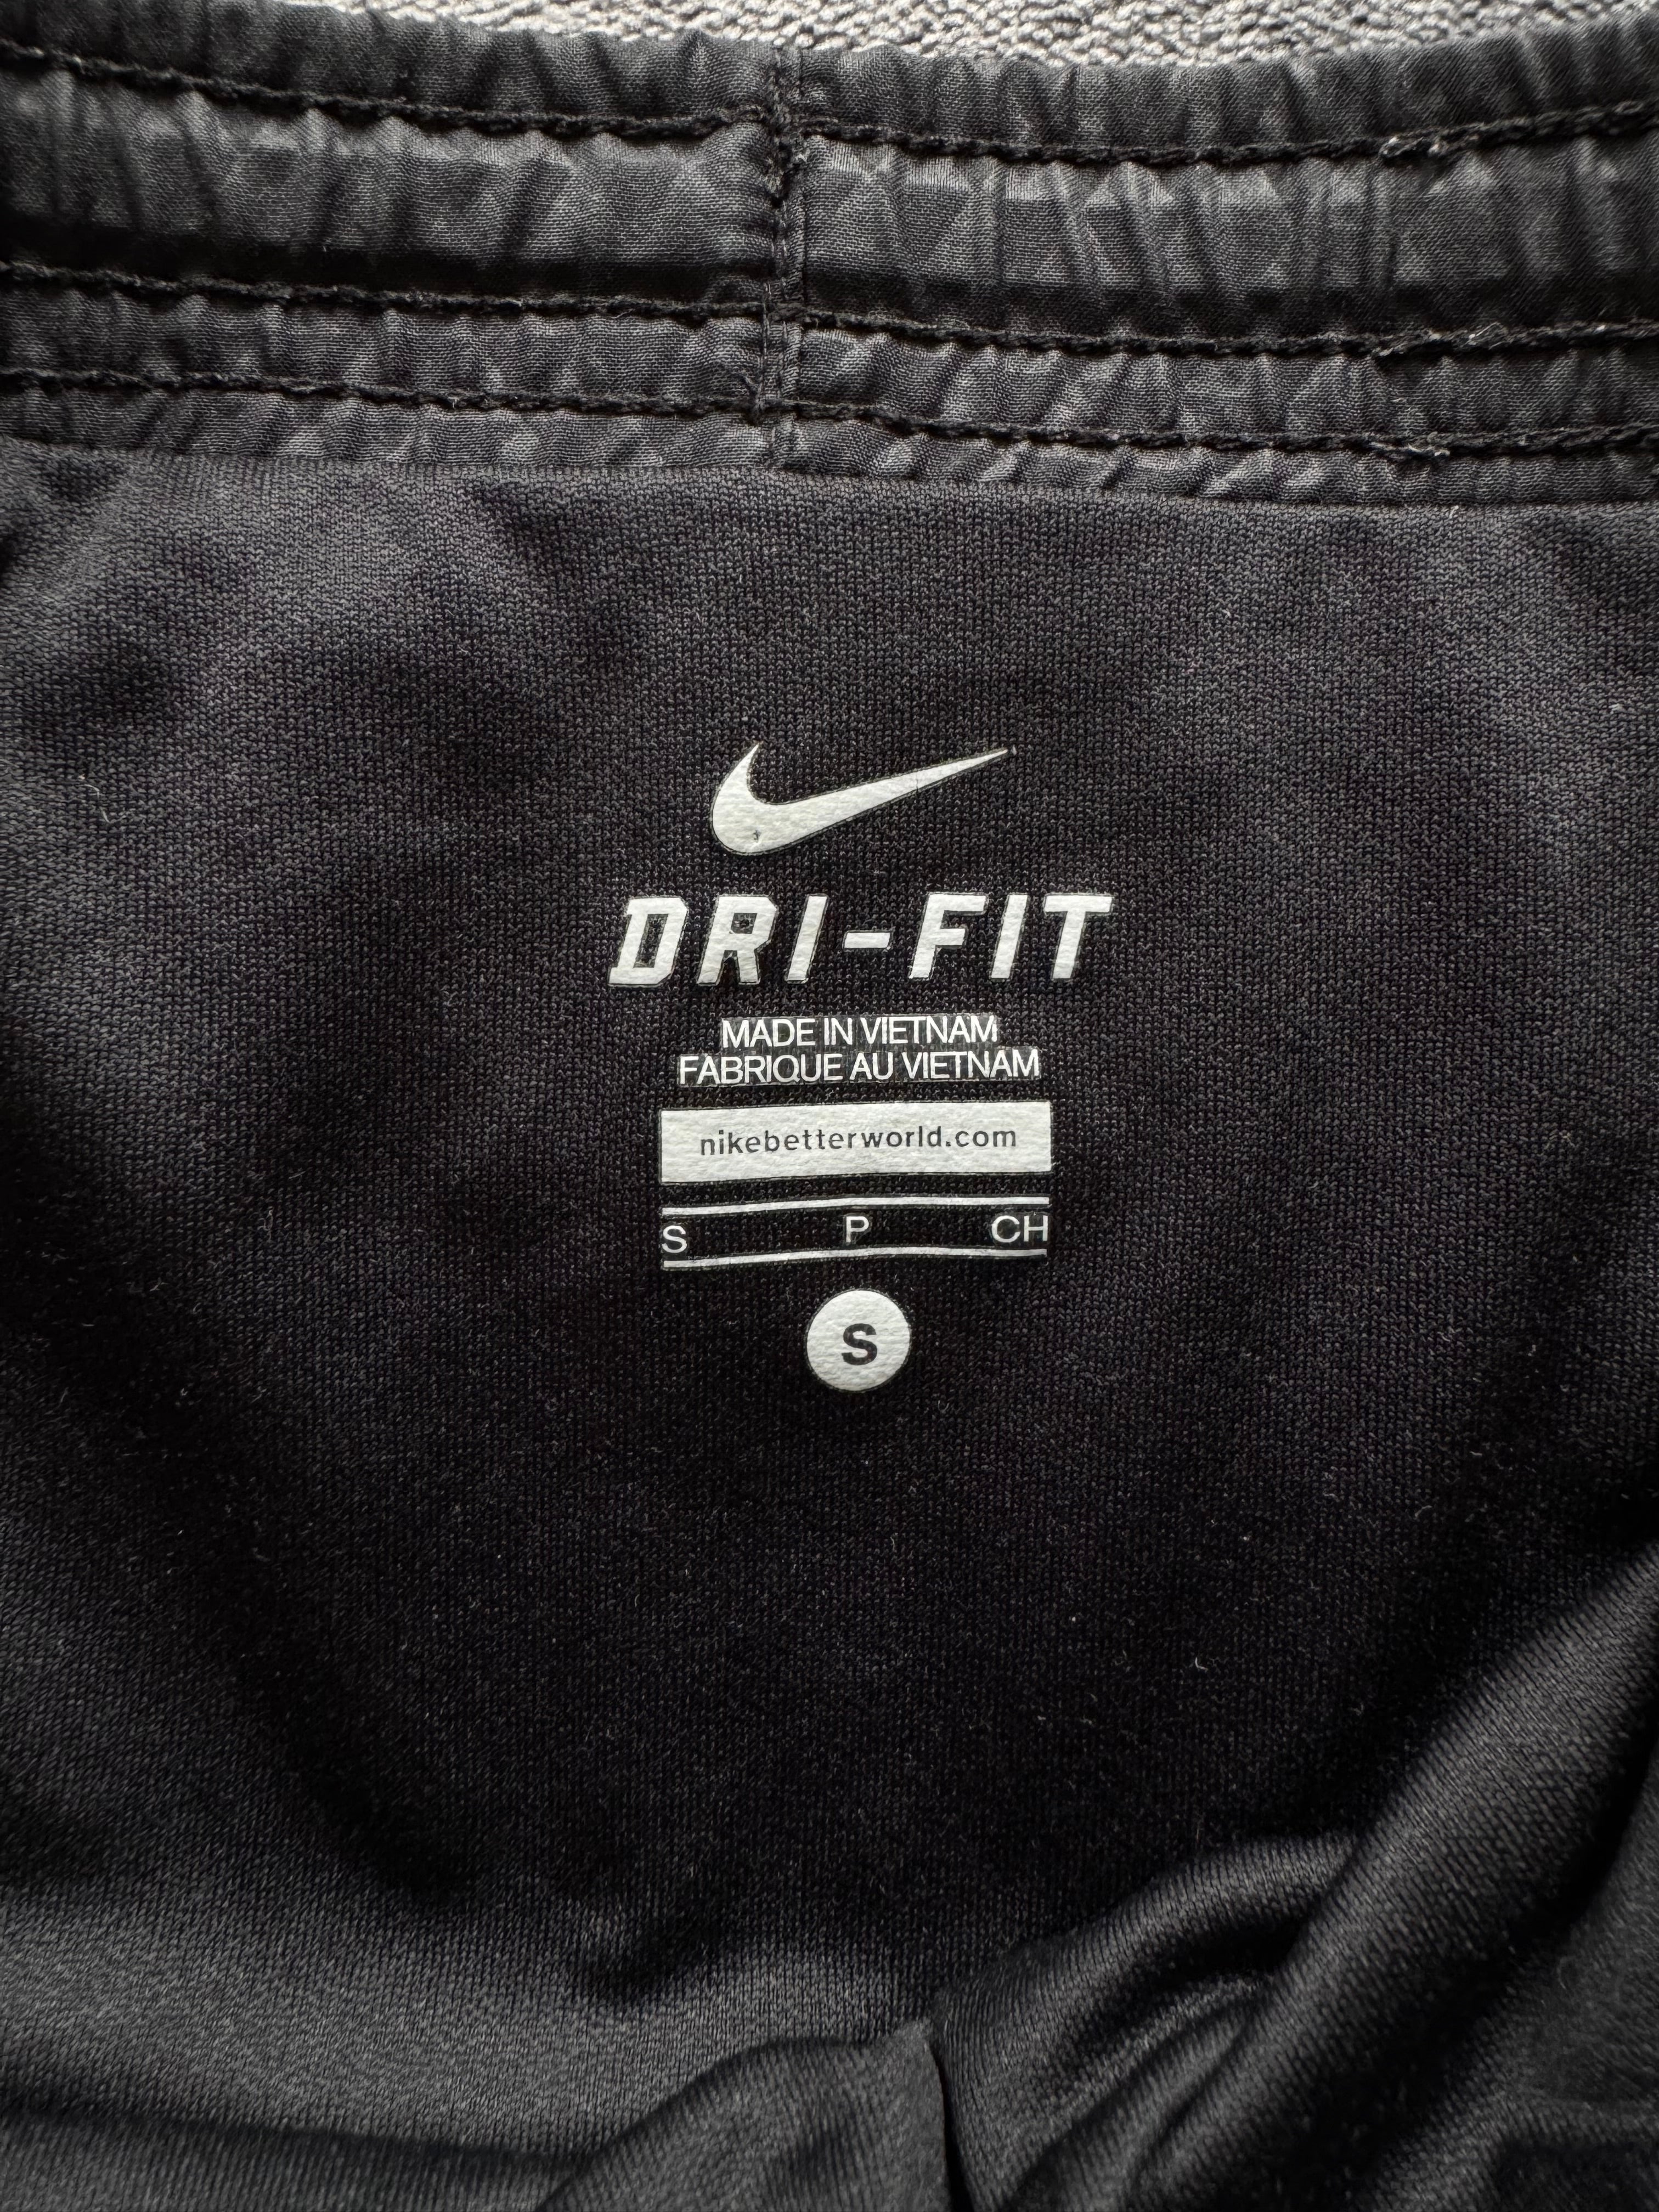 DRI-FIT
MADE IN VIETNAM
FABRIQUE AU VIETNAM
nikebetterworld.com
S P CH
S